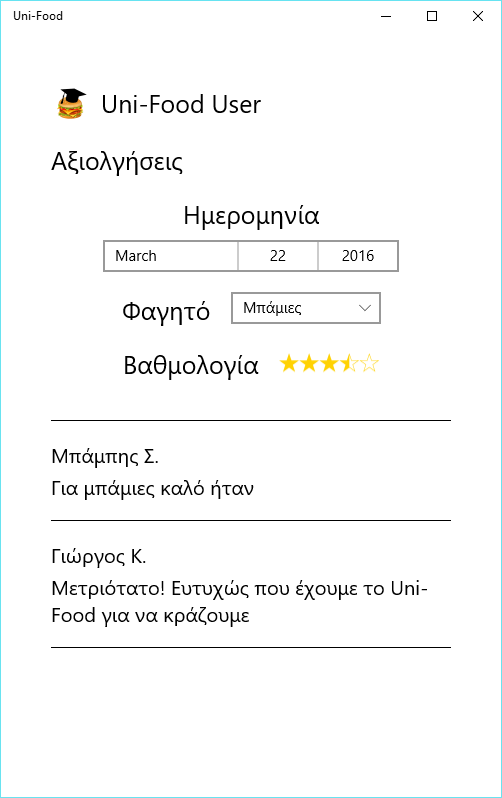 Uni-Food
Uni-Food User
Αξιολγήσεις
Ημερομηνία
March 22 2016
Φαγητό Μπάμιες
Βαθμολογία
Μπάμπης Σ.
Για μπάμιες καλό ήταν
Γιώργος Κ.
Μετριότατο! Ευτυχώς που έχουμε το Uni-
Food για να κράζουμε